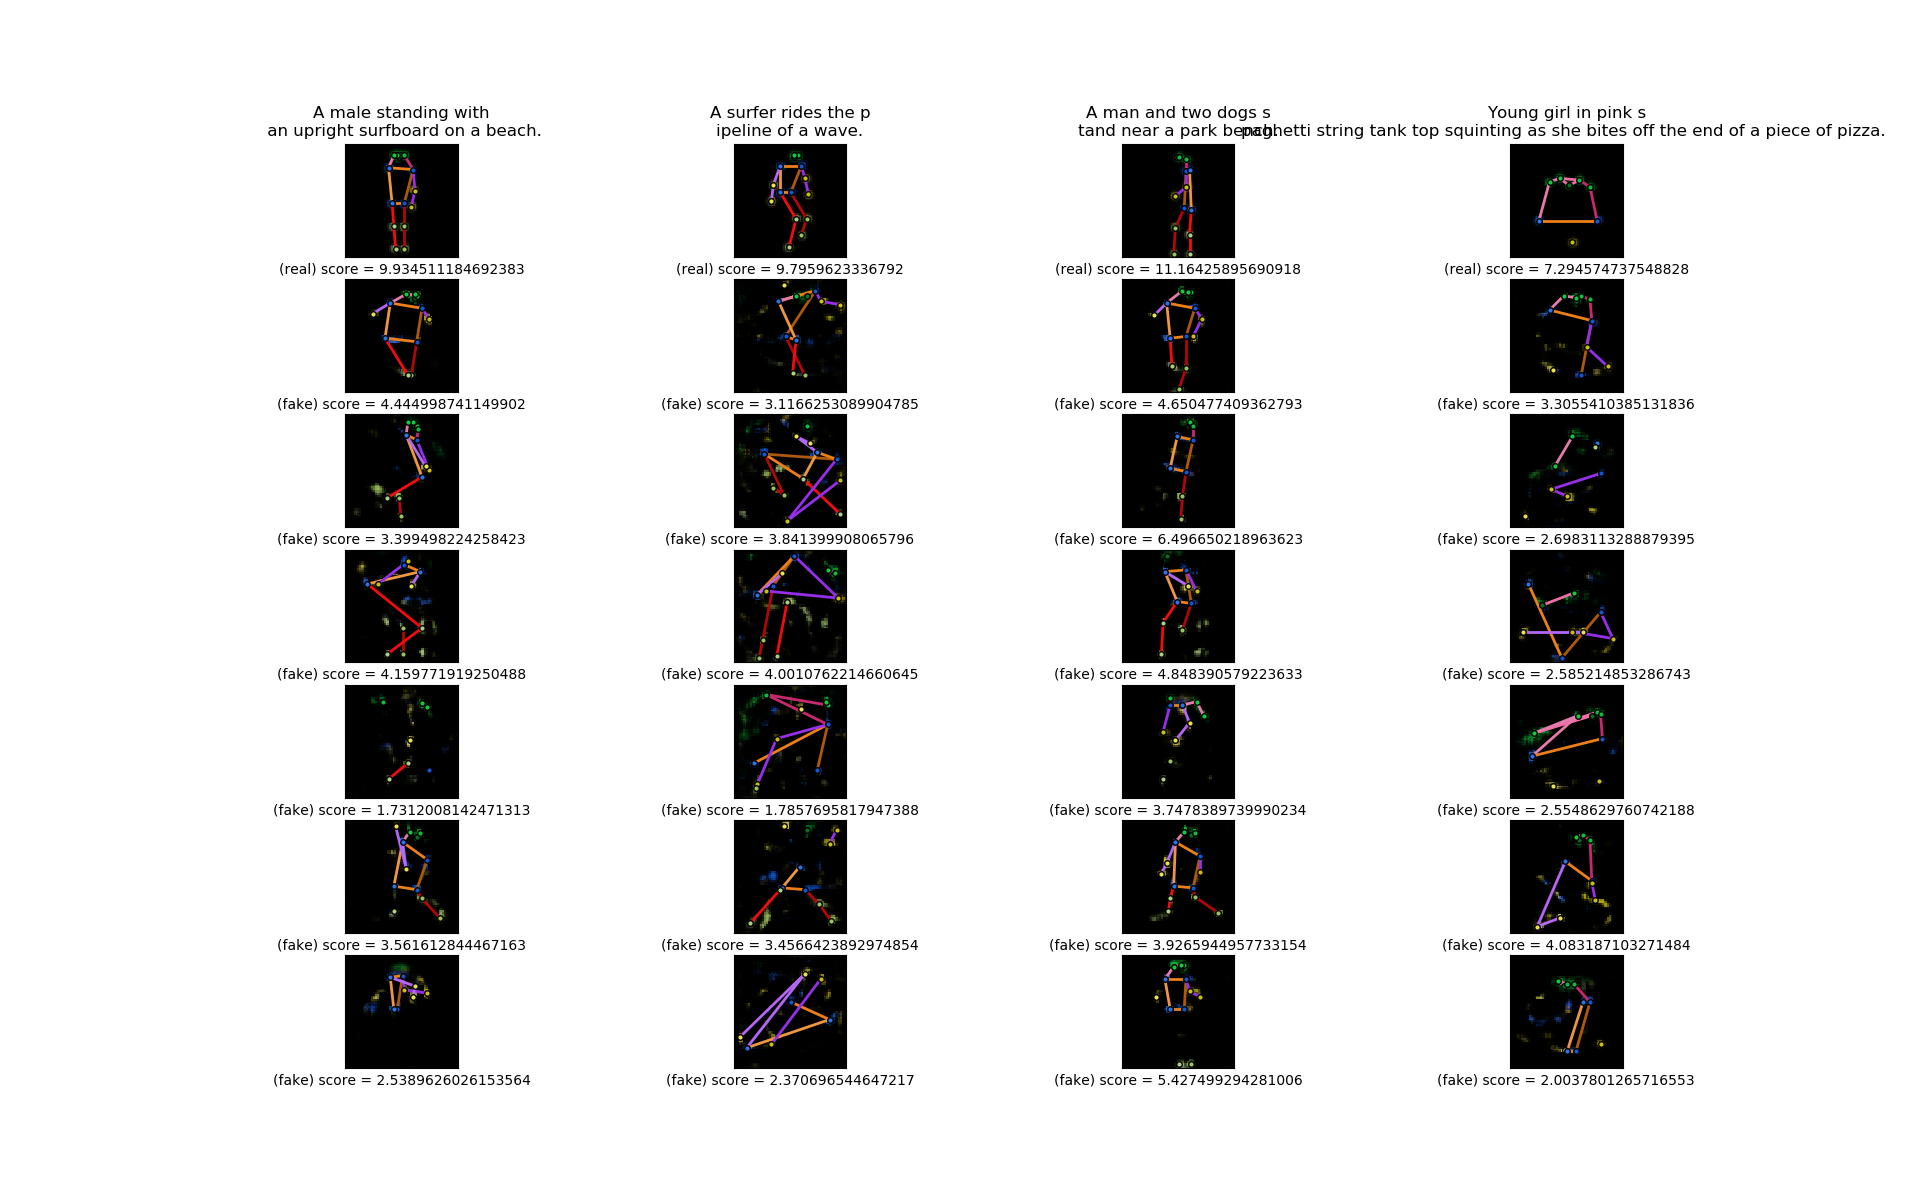 A male standing with
an upright surfboard on a beach.
A surfer rides the p
ipeline of a wave.
A man and two dogs s
tand near a park bench.
Young girl in pink s
paghetti string tank top squinting as she bites off the end of a piece of pizza.
(real) score = 9.934511184692383
(real) score = 9.7959623336792
(real) score = 11.16425895690918
(real) score = 7.294574737548828
(fake) score = 4.444998741149902
(fake) score = 3.1166253089904785
(fake) score = 4.650477409362793
(fake) score = 3.3055410385131836
(fake) score = 3.399498224258423
(fake) score = 3.841399908065796
(fake) score = 6.496650218963623
(fake) score = 2.6983113288879395
(fake) score = 4.159771919250488
(fake) score = 4.0010762214660645
(fake) score = 4.848390579223633
(fake) score = 2.585214853286743
(fake) score = 1.7312008142471313
(fake) score = 1.7857695817947388
(fake) score = 3.7478389739990234
(fake) score = 2.5548629760742188
(fake) score = 3.561612844467163
(fake) score = 3.4566423892974854
(fake) score = 3.9265944957733154
(fake) score = 4.083187103271484
(fake) score = 2.5389626026153564
(fake) score = 2.370696544647217
(fake) score = 5.427499294281006
(fake) score = 2.0037801265716553